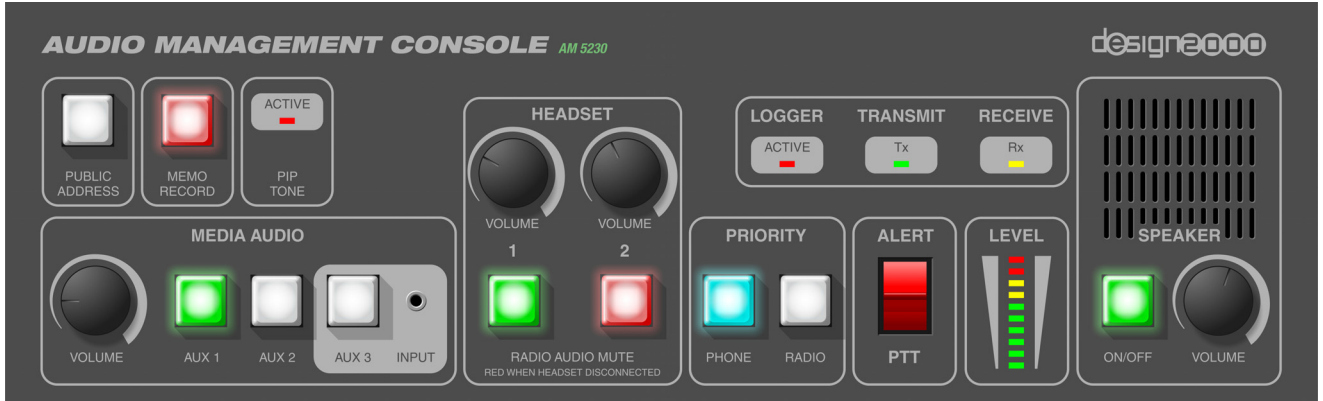 AUDIO MANAGEMENT CONSOLE AM 5230
design2000
PUBLIC
ADDRESS
MEMO
RECORD
ACTIVE
PIP
TONE
HEADSET
VOLUME
VOLUME
1
2
RADIO AUDIO MUTE
RED WHEN HEADSET DISCONNECTED
LOGGER
ACTIVE
TRANSMIT
Tx
RECEIVE
Rx
MEDIA AUDIO
VOLUME
AUX 1
AUX 2
AUX 3
INPUT
PRIORITY
PHONE
RADIO
ALERT
PTT
LEVEL
SPEAKER
ON/OFF
VOLUME